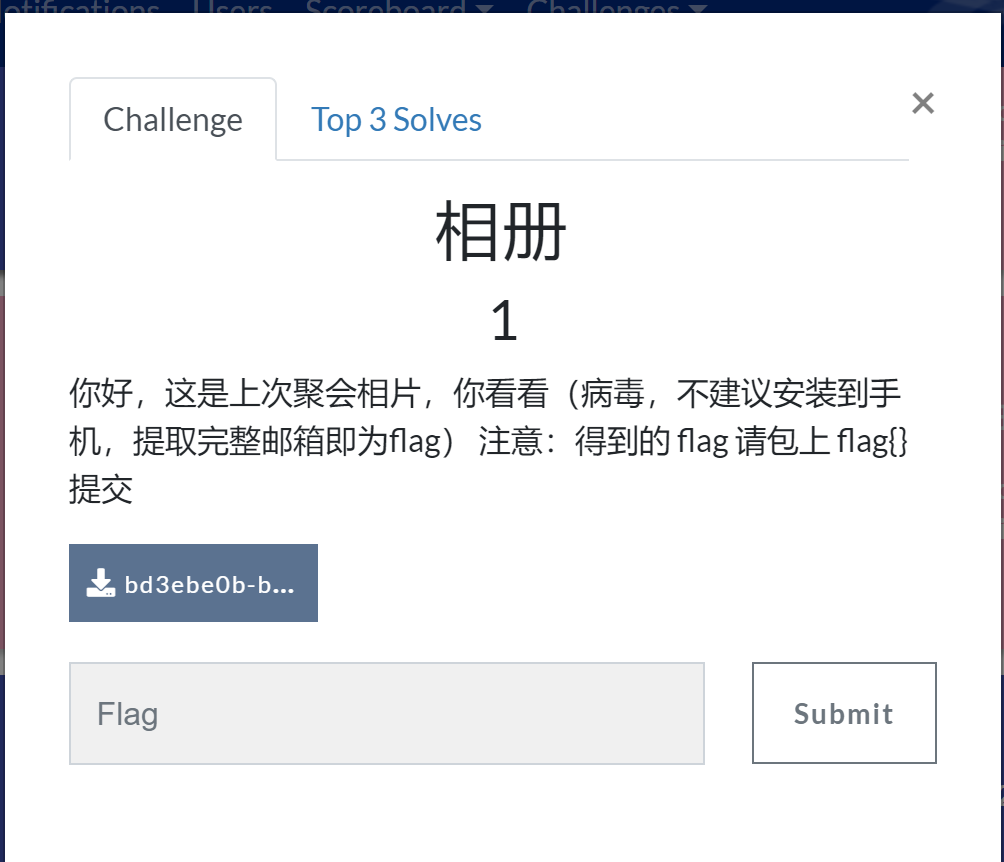 Notifications Users Scoreboard Challenges
Challenge Top 3 Solves ×
相册
1
你好，这是上次聚会相片，你看看（病毒，不建议安装到手
机，提取完整邮箱即为flag） 注意：得到的 flag 请包上 flag{}
提交
bd3ebe0b-b...
Flag Submit